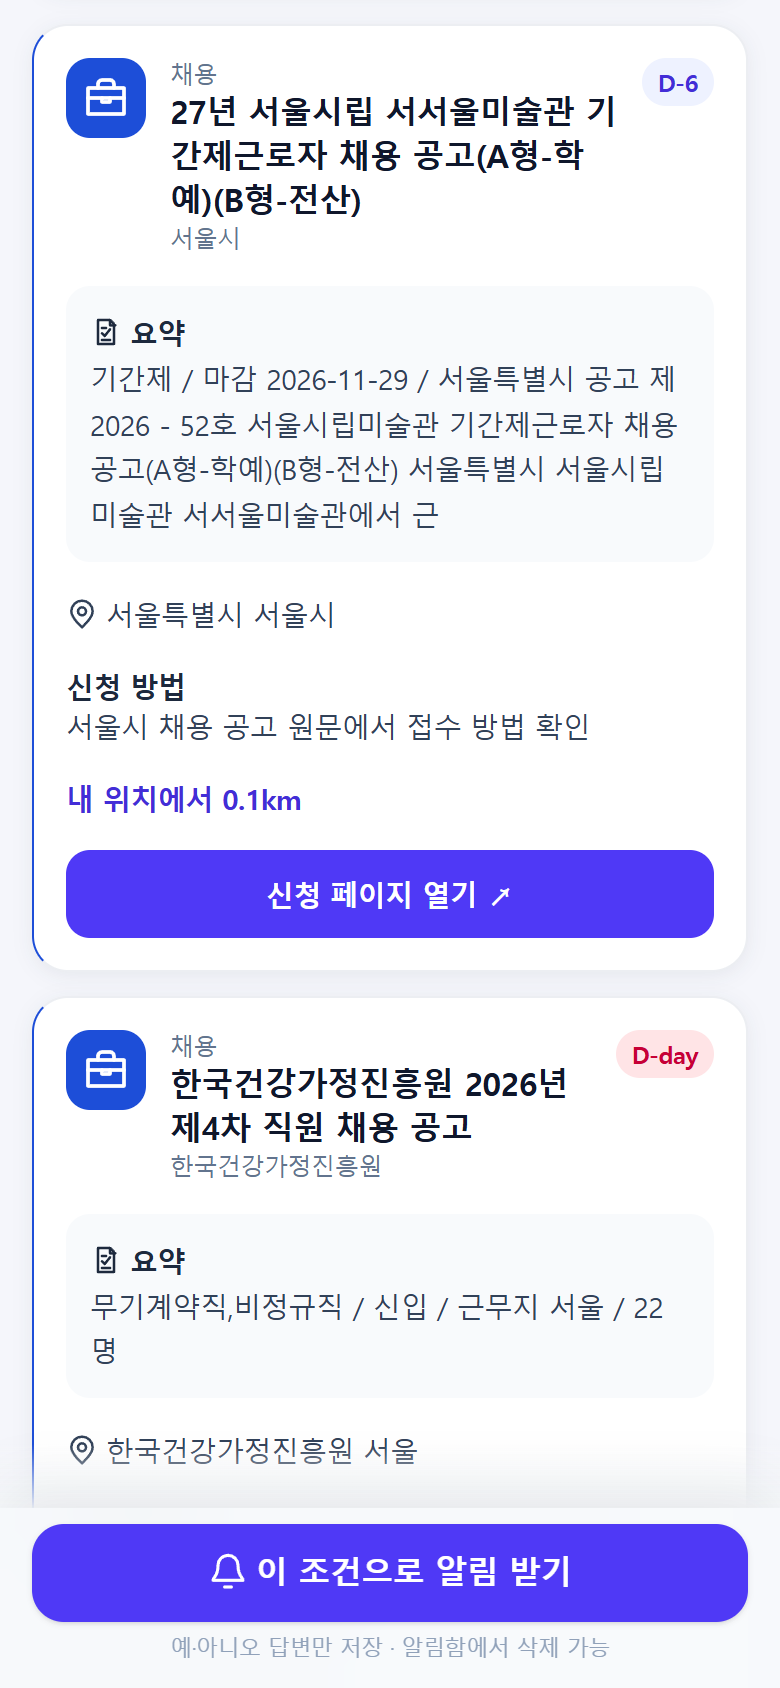 채용
D-6
27년 서울시립 서서울미술관 기
간제근로자 채용 공고(A형-학
예)(B형-전산)
서울시
요약
기간제 / 마감 2026-11-29 / 서울특별시 공고 제
2026 - 52호 서울시립미술관 기간제근로자 채용
공고(A형-학예)(B형-전산) 서울특별시 서울시립
미술관 서서울미술관에서 근
서울특별시 서울시
신청 방법
서울시 채용 공고 원문에서 접수 방법 확인
내 위치에서 0.1km
신청 페이지 열기 ↗
채용
D-day
한국건강가정진흥원 2026년
제4차 직원 채용 공고
한국건강가정진흥원
요약
무기계약직,비정규직 / 신입 / 근무지 서울 / 22
명
한국건강가정진흥원 서울
이 조건으로 알림 받기
예·아니오 답변만 저장 · 알림함에서 삭제 가능